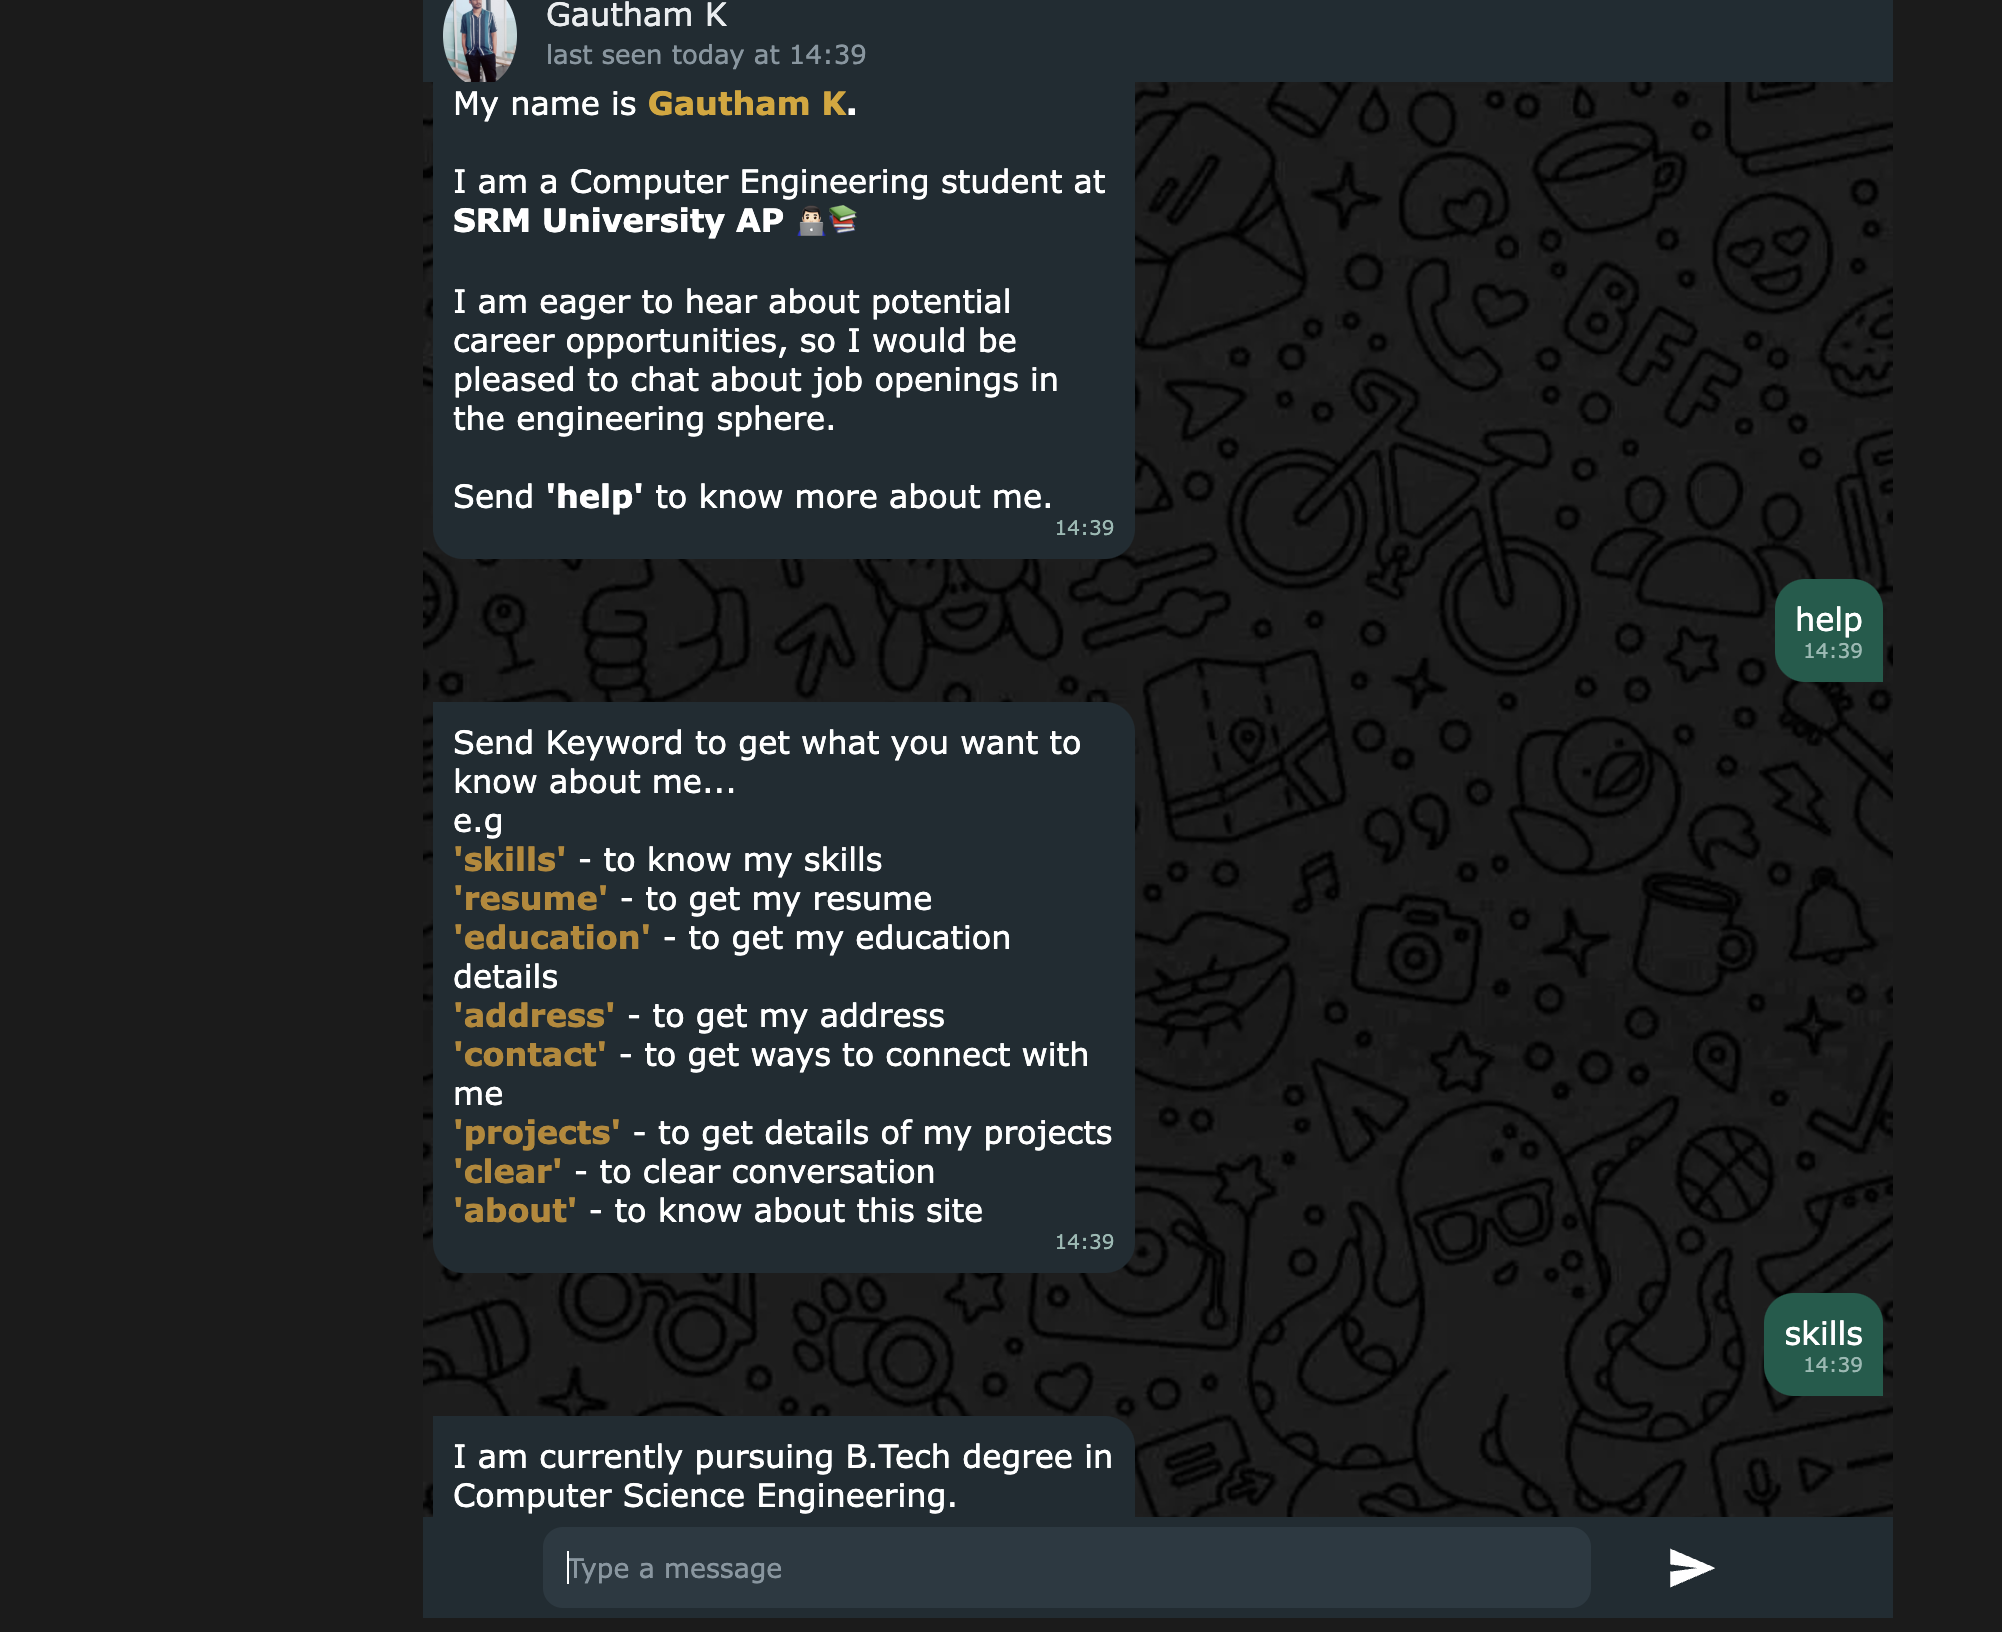 Gautham K
last seen today at 14:39
My name is Gautham K.
I am a Computer Engineering student at
SRM University AP 👨🏻‍💻📚
I am eager to hear about potential
career opportunities, so I would be
pleased to chat about job openings in
the engineering sphere.
Send 'help' to know more about me.
14:39
help
14:39
Send Keyword to get what you want to
know about me...
e.g
'skills' - to know my skills
'resume' - to get my resume
'education' - to get my education
details
'address' - to get my address
'contact' - to get ways to connect with
me
'projects' - to get details of my projects
'clear' - to clear conversation
'about' - to know about this site
14:39
skills
14:39
I am currently pursuing B.Tech degree in
Computer Science Engineering.
Type a message
BFF